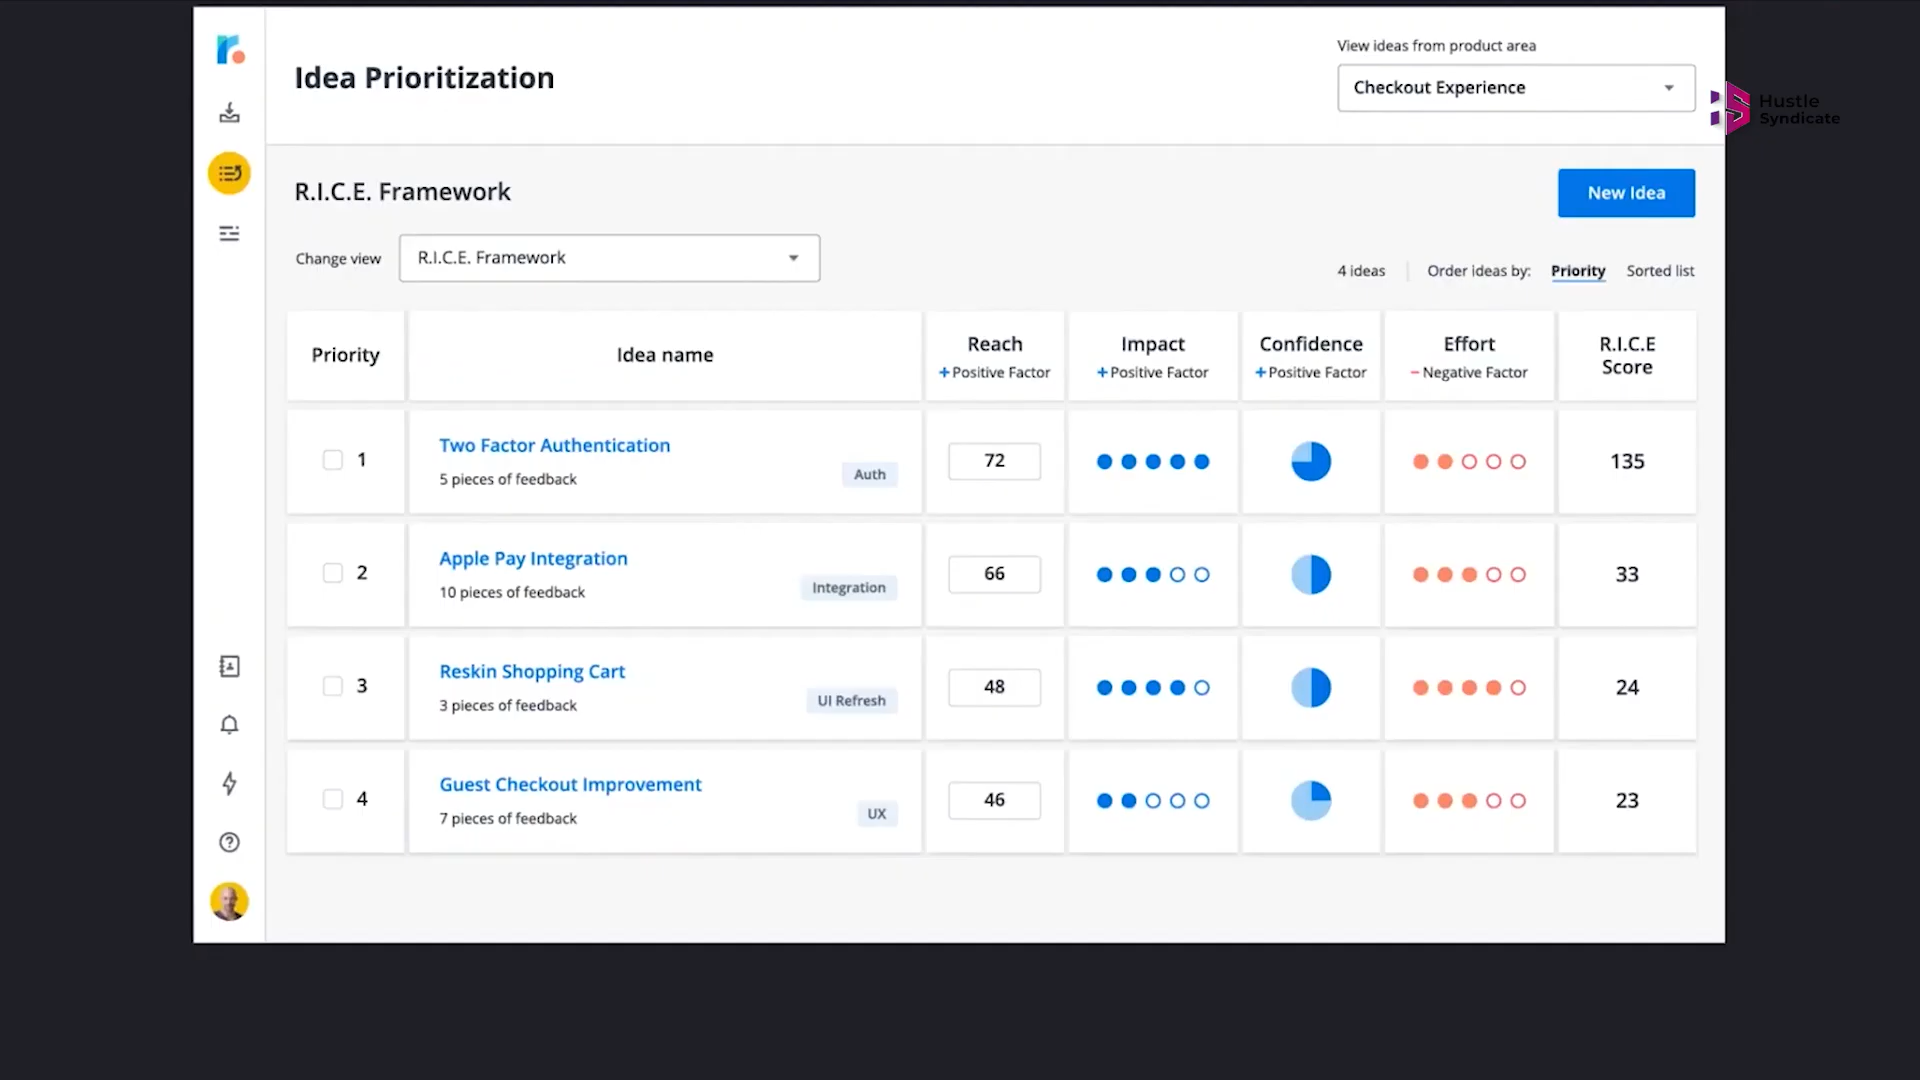 Idea Prioritization
View ideas from product area
Checkout Experience
Hustle
Syndicate
R.I.C.E. Framework
New Idea
Change view
R.I.C.E. Framework
4 ideas
Order ideas by:
Priority
Sorted list
Priority
Idea name
Reach
+ Positive Factor
Impact
+ Positive Factor
Confidence
+ Positive Factor
Effort
− Negative Factor
R.I.C.E
Score
1
Two Factor Authentication
5 pieces of feedback
Auth
72
135
2
Apple Pay Integration
10 pieces of feedback
Integration
66
33
3
Reskin Shopping Cart
3 pieces of feedback
UI Refresh
48
24
4
Guest Checkout Improvement
7 pieces of feedback
UX
46
23